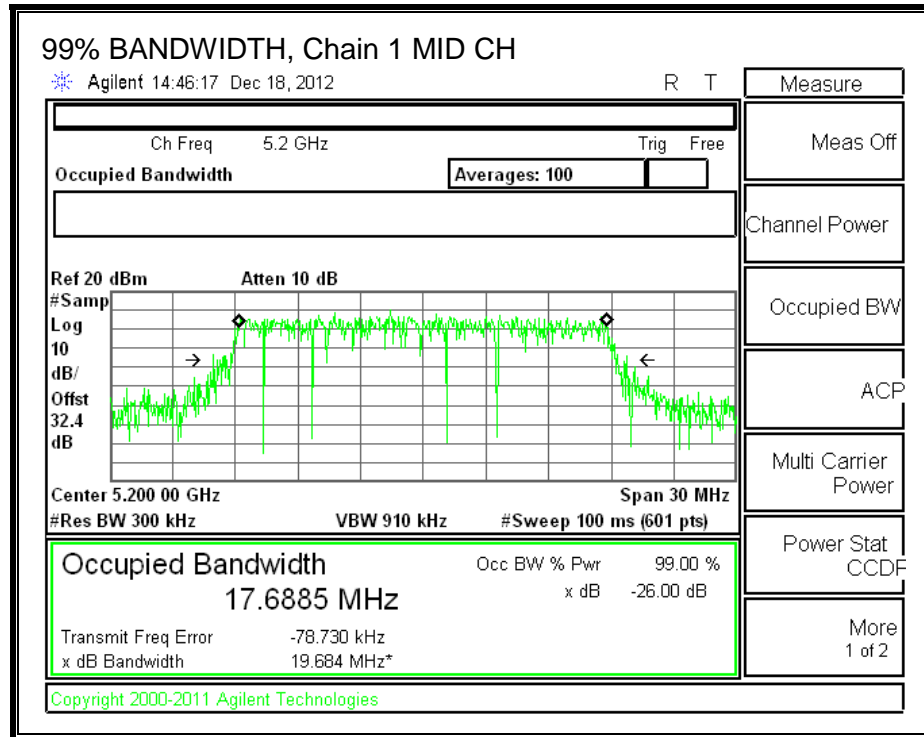 99% BANDWIDTH, Chain 1 MID CH
Agilent 14:46:17 Dec 18, 2012 R T
Measure
Ch Freq 5.2 GHz Trig Free
Occupied Bandwidth Averages: 100
Meas Off
Channel Power
Occupied BW
ACP
Multi Carrier
Power
Power Stat
CCDF
More
1 of 2
Ref 20 dBm Atten 10 dB
#Samp
Log
10
dB/
Offst
32.4
dB
Center 5.200 00 GHz Span 30 MHz
#Res BW 300 kHz VBW 910 kHz #Sweep 100 ms (601 pts)
Occupied Bandwidth Occ BW % Pwr 99.00 %
17.6885 MHz x dB -26.00 dB
Transmit Freq Error -78.730 kHz
x dB Bandwidth 19.684 MHz*
Copyright 2000-2011 Agilent Technologies